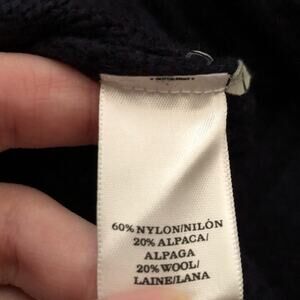 60% NYLON/NILÓN
20% ALPACA/
ALPAGA
20% WOOL/
LAINE/LANA